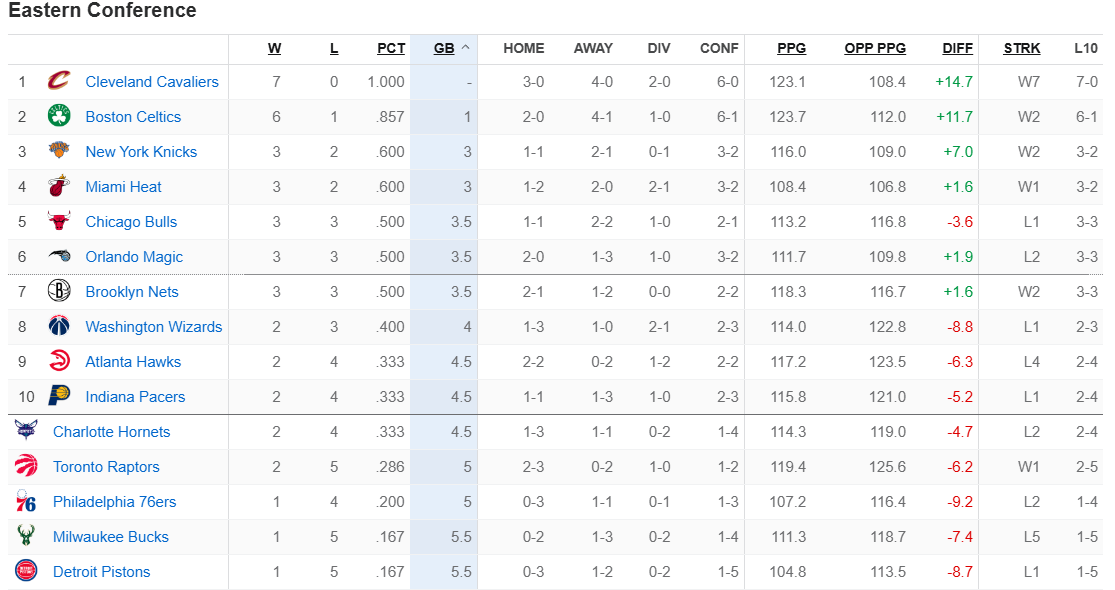 Eastern Conference
W L PCT GB HOME AWAY DIV CONF PPG OPP PPG DIFF STRK L10
1 Cleveland Cavaliers 7 0 1.000 - 3-0 4-0 2-0 6-0 123.1 108.4 +14.7 W7 7-0
2 Boston Celtics 6 1 .857 1 2-0 4-1 1-0 6-1 123.7 112.0 +11.7 W2 6-1
3 New York Knicks 3 2 .600 3 1-1 2-1 0-1 3-2 116.0 109.0 +7.0 W2 3-2
4 Miami Heat 3 2 .600 3 1-2 2-0 2-1 3-2 108.4 106.8 +1.6 W1 3-2
5 Chicago Bulls 3 3 .500 3.5 1-1 2-2 1-0 2-1 113.2 116.8 -3.6 L1 3-3
6 Orlando Magic 3 3 .500 3.5 2-0 1-3 1-0 3-2 111.7 109.8 +1.9 L2 3-3
7 Brooklyn Nets 3 3 .500 3.5 2-1 1-2 0-0 2-2 118.3 116.7 +1.6 W2 3-3
8 Washington Wizards 2 3 .400 4 1-3 1-0 2-1 2-3 114.0 122.8 -8.8 L1 2-3
9 Atlanta Hawks 2 4 .333 4.5 2-2 0-2 1-2 2-2 117.2 123.5 -6.3 L4 2-4
10 Indiana Pacers 2 4 .333 4.5 1-1 1-3 1-0 2-3 115.8 121.0 -5.2 L1 2-4
Charlotte Hornets 2 4 .333 4.5 1-3 1-1 0-2 1-4 114.3 119.0 -4.7 L2 2-4
Toronto Raptors 2 5 .286 5 2-3 0-2 1-0 1-2 119.4 125.6 -6.2 W1 2-5
Philadelphia 76ers 1 4 .200 5 0-3 1-1 0-1 1-3 107.2 116.4 -9.2 L2 1-4
Milwaukee Bucks 1 5 .167 5.5 0-2 1-3 0-2 1-4 111.3 118.7 -7.4 L5 1-5
Detroit Pistons 1 5 .167 5.5 0-3 1-2 0-2 1-5 104.8 113.5 -8.7 L1 1-5